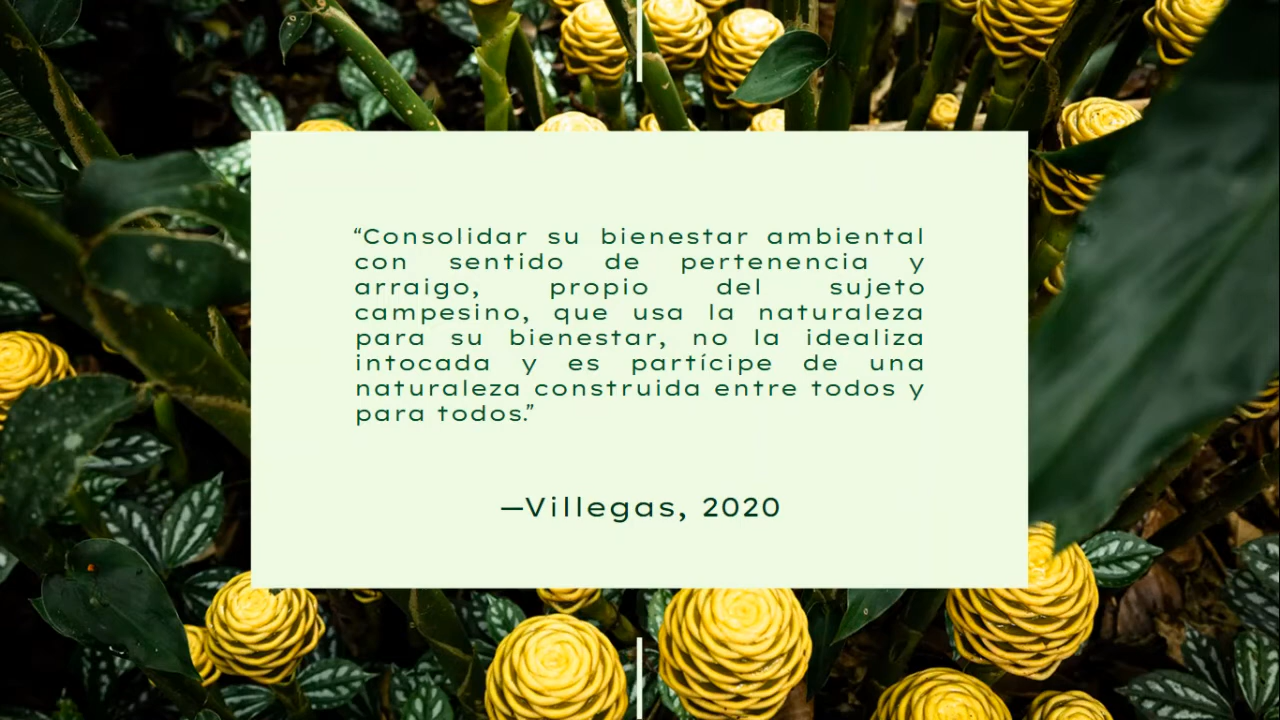 “Consolidar su bienestar ambiental
con sentido de pertenencia y
arraigo, propio del sujeto
campesino, que usa la naturaleza
para su bienestar, no la idealiza
intocada y es partícipe de una
naturaleza construida entre todos y
para todos.”
—Villegas, 2020